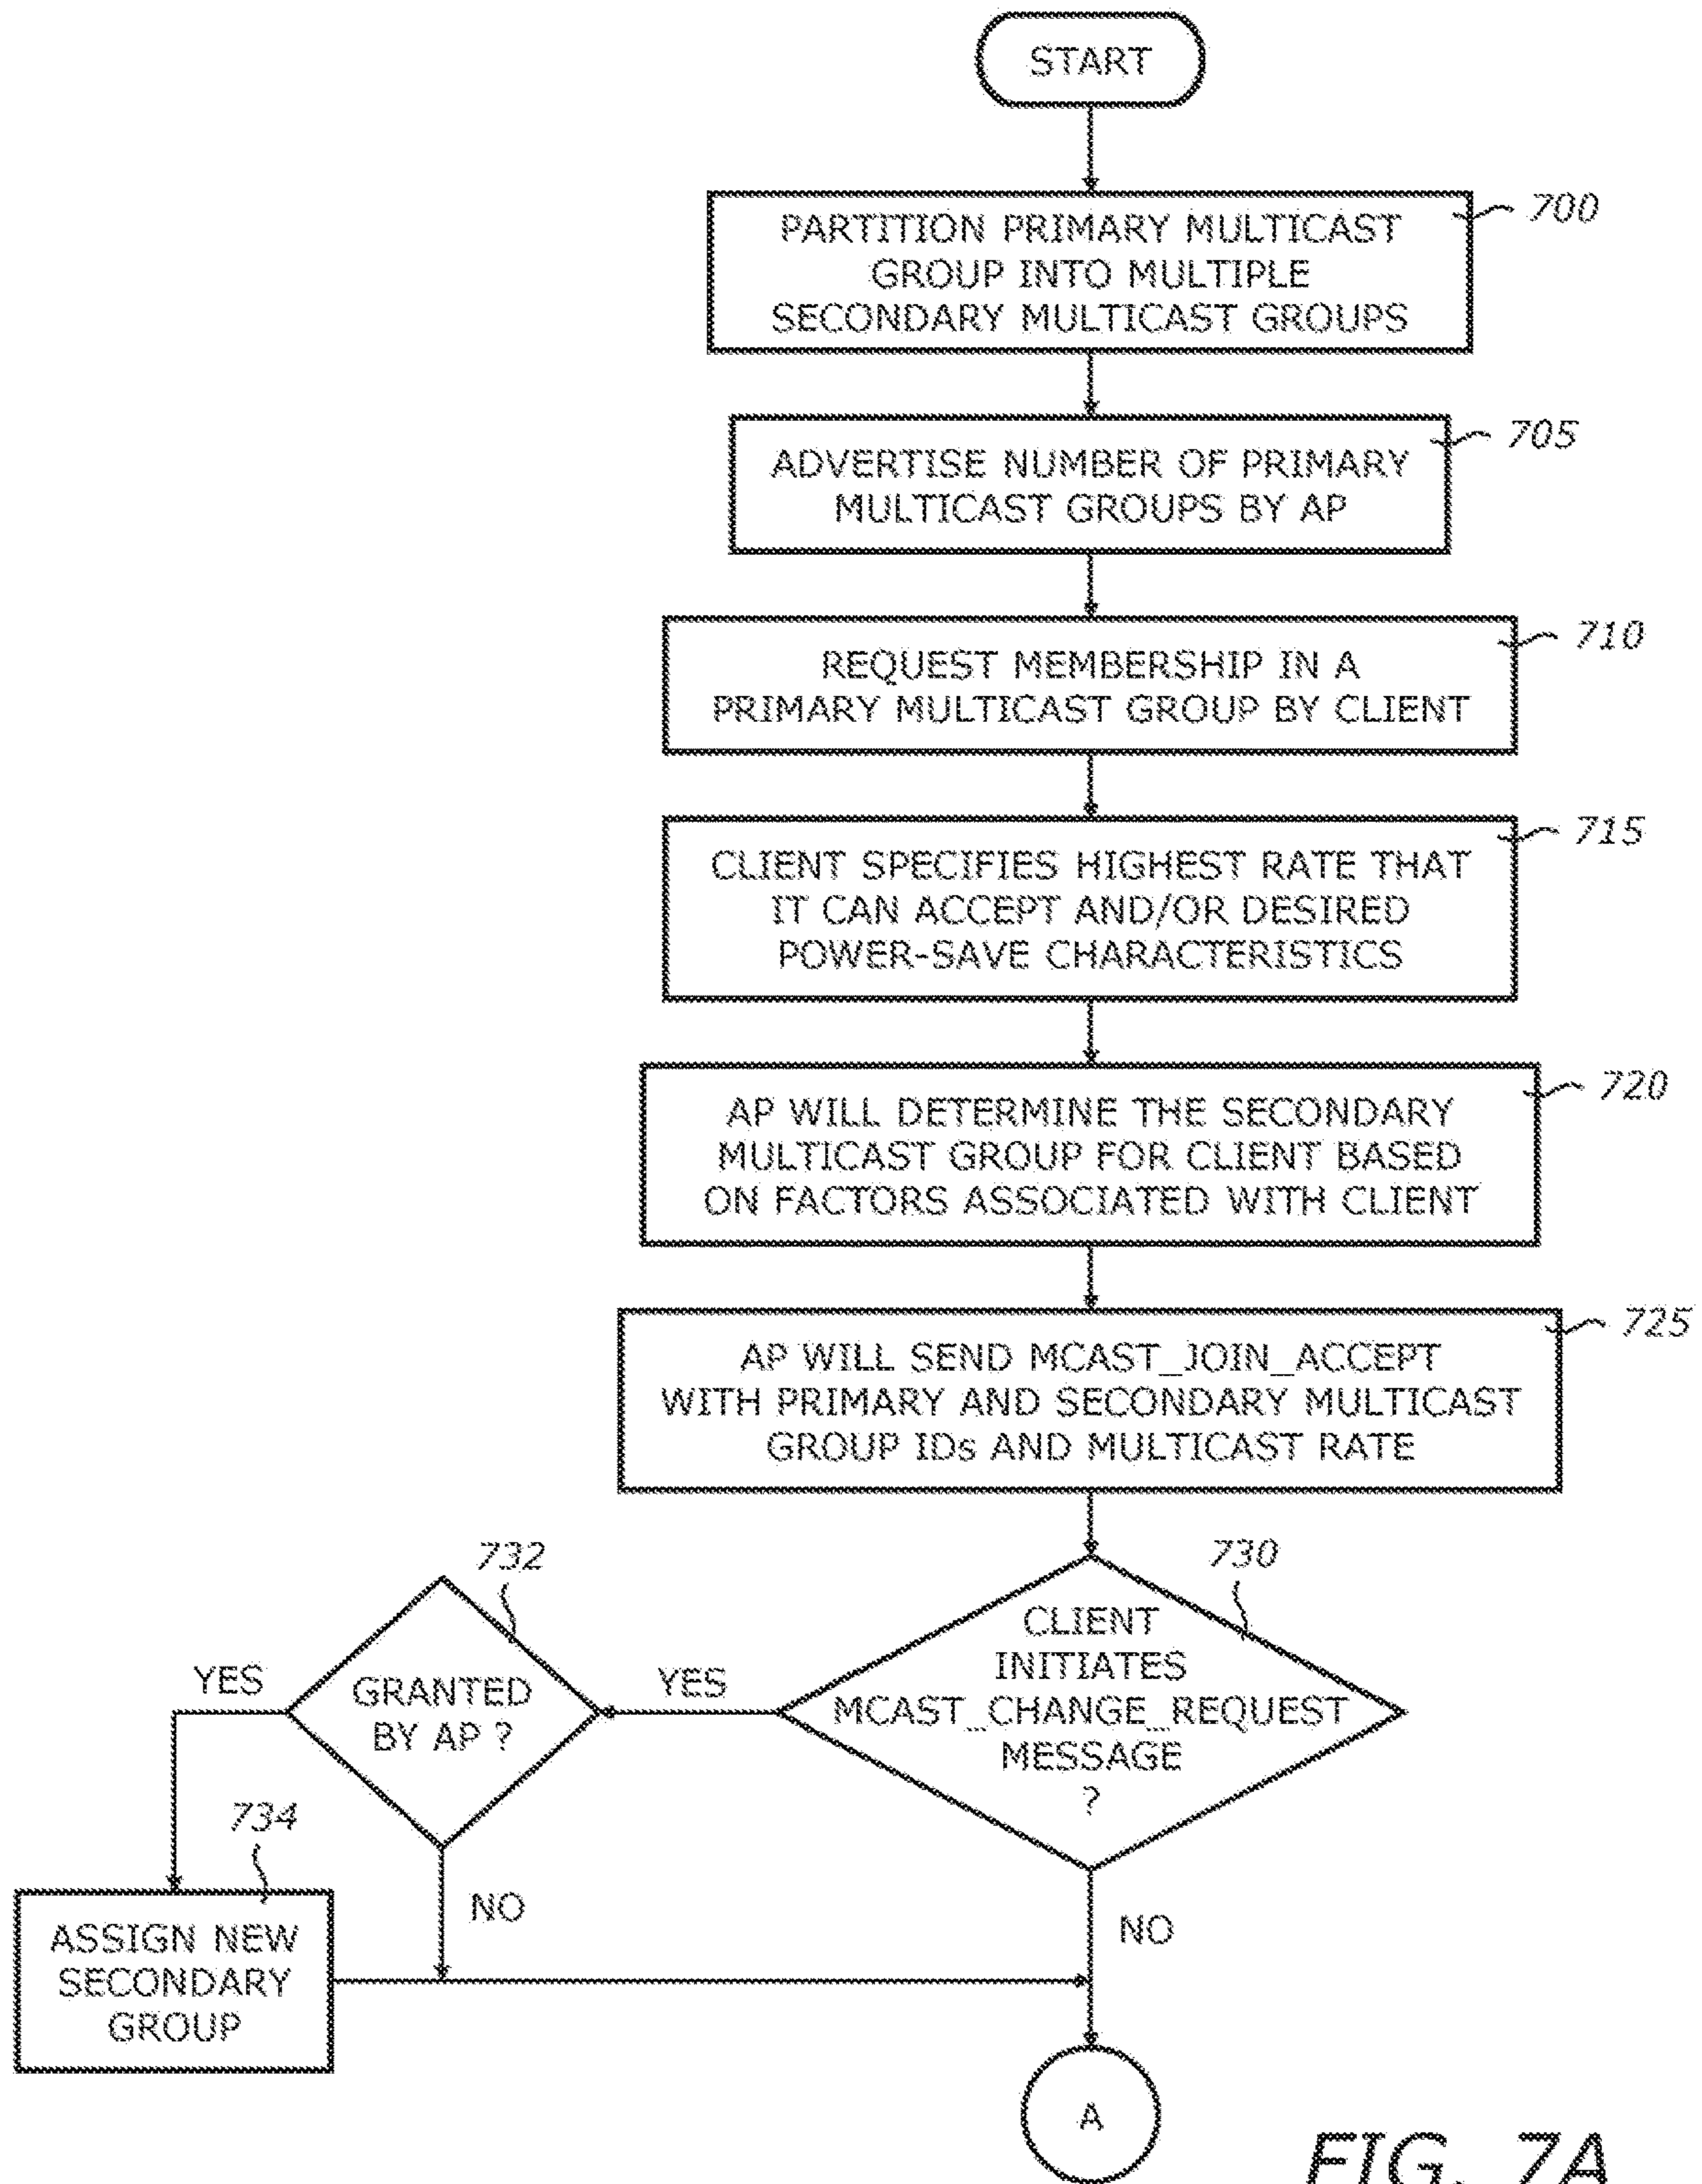 START
700
PARTITION PRIMARY MULTICAST
GROUP INTO MULTIPLE
SECONDARY MULTICAST GROUPS
705
ADVERTISE NUMBER OF PRIMARY
MULTICAST GROUPS BY AP
710
REQUEST MEMBERSHIP IN A
PRIMARY MULTICAST GROUP BY CLIENT
715
CLIENT SPECIFIES HIGHEST RATE THAT
IT CAN ACCEPT AND/OR DESIRED
POWER-SAVE CHARACTERISTICS
720
AP WILL DETERMINE THE SECONDARY
MULTICAST GROUP FOR CLIENT BASED
ON FACTORS ASSOCIATED WITH CLIENT
725
AP WILL SEND MCAST_JOIN_ACCEPT
WITH PRIMARY AND SECONDARY MULTICAST
GROUP IDs AND MULTICAST RATE
730
CLIENT
INITIATES
MCAST_CHANGE_REQUEST
MESSAGE
?
YES
732
GRANTED
BY AP ?
YES
NO
734
ASSIGN NEW
SECONDARY
GROUP
NO
A
FIG. 7A